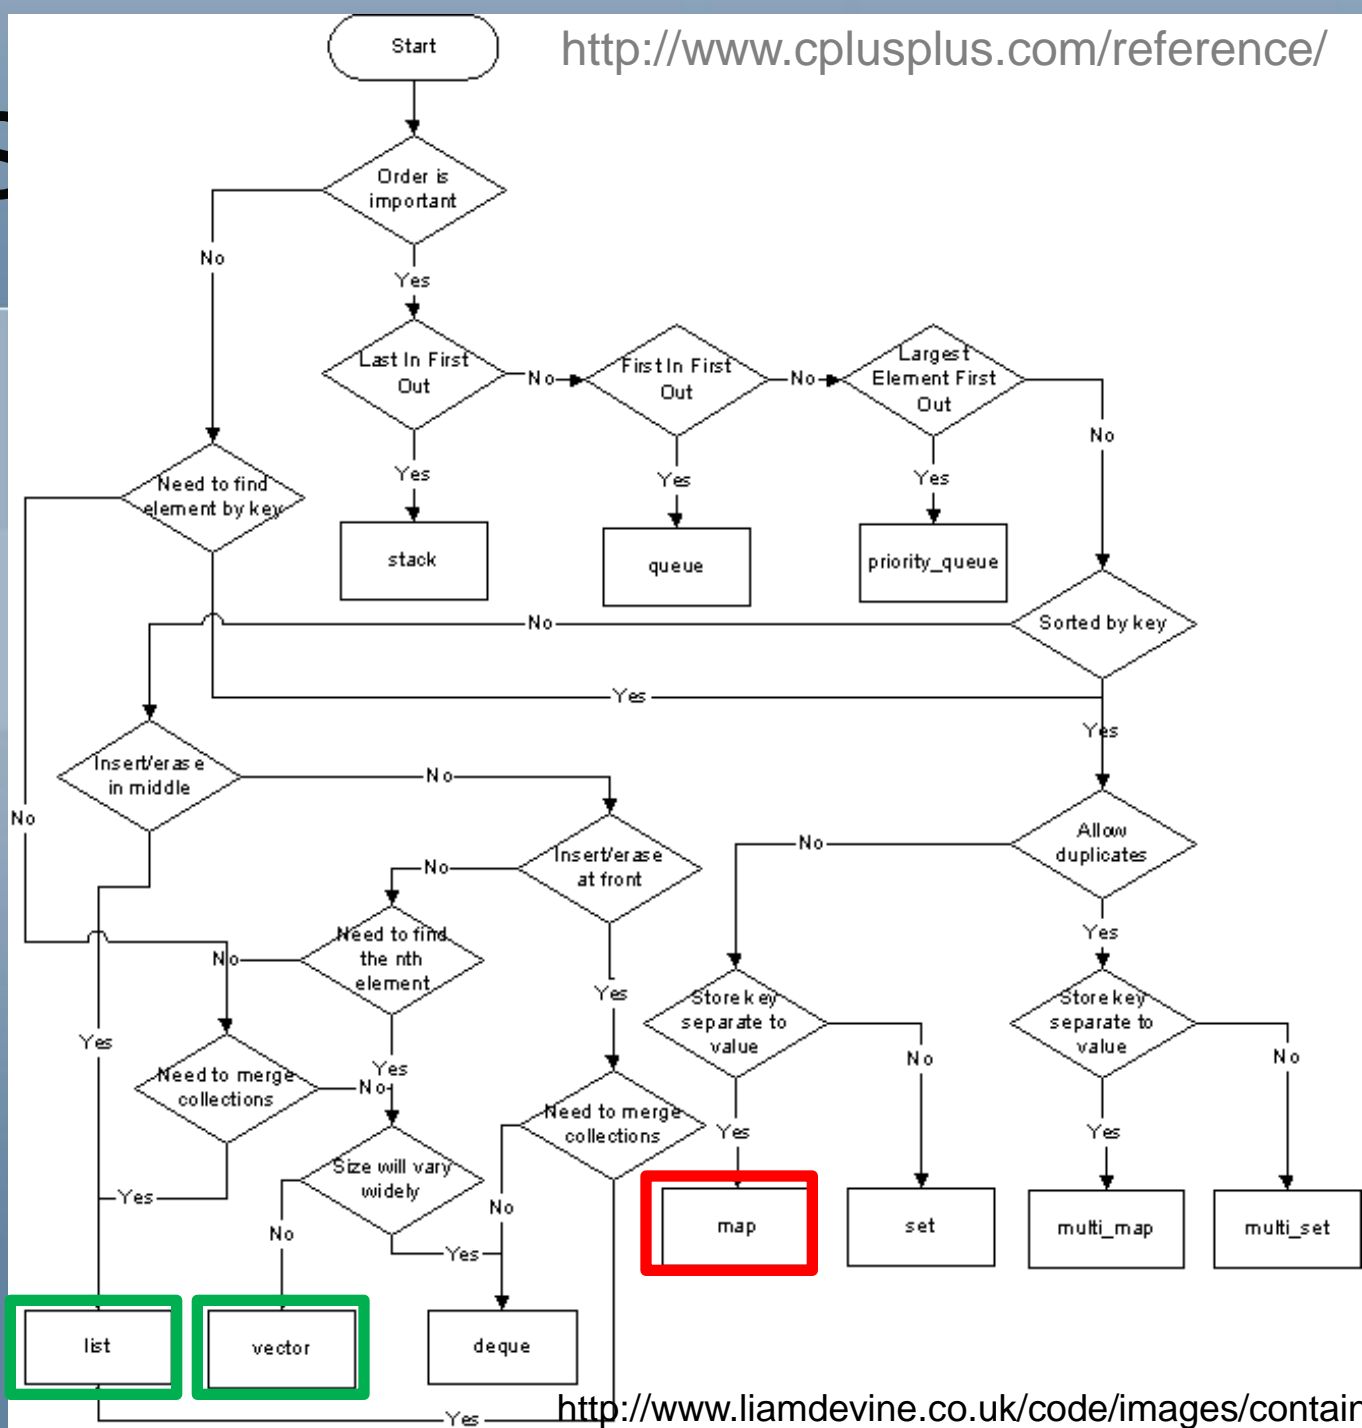 Start
http://www.cplusplus.com/reference/
S
Order is
important
No
Yes
Last In First
Out
No
First In First
Out
No
Largest
Element First
Out
No
Yes
Yes
Yes
Need to find
element by key
stack
queue
priority_queue
No
Sorted by key
Yes
Yes
Insert/erase
in middle
No
No
Allow
duplicates
No
Insert/erase
at front
No
Yes
Need to find
the nth
element
No
Yes
Store key
separate to
value
Store key
separate to
value
Yes
Yes
No
No
Need to merge
collections
No
Need to merge
collections
Yes
Yes
Size will vary
widely
Yes
No
No
Yes
map
set
multi_map
multi_set
list
vector
deque
Yes
http://www.liamdevine.co.uk/code/images/contain